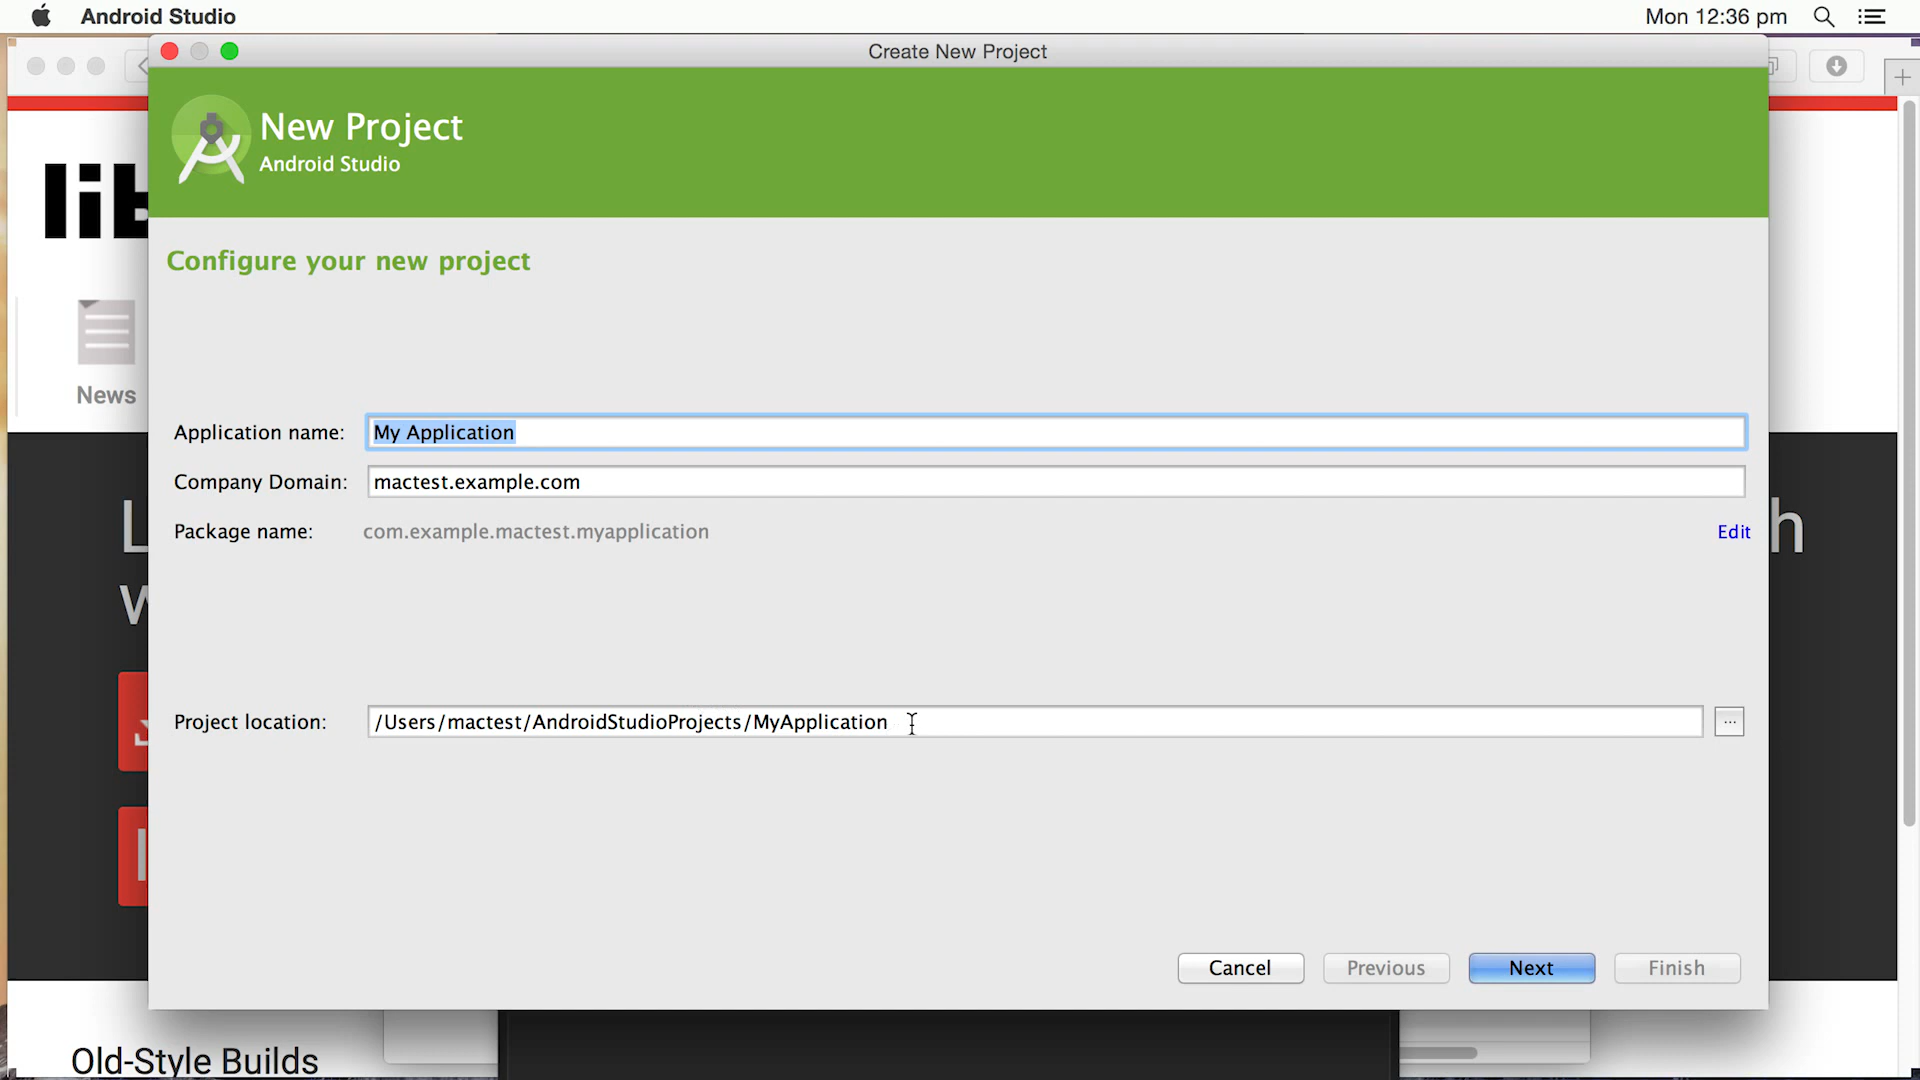 Android Studio
Mon 12:36 pm
Create New Project
New Project
Android Studio
Configure your new project
News
Application name: My Application
Company Domain: mactest.example.com
Package name: com.example.mactest.myapplication Edit
Project location: /Users/mactest/AndroidStudioProjects/MyApplication ...
Cancel Previous Next Finish
Old-Style Builds